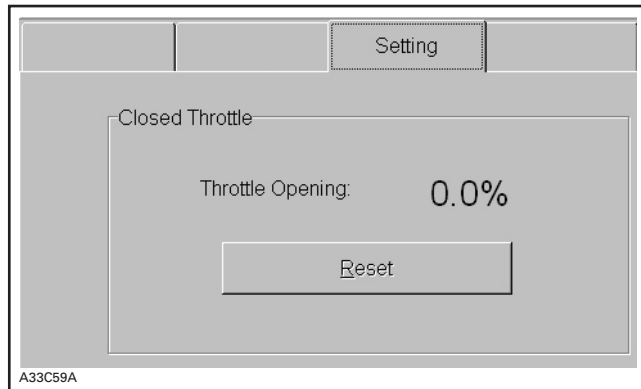 Setting
Closed Throttle
Throttle Opening: 0.0%
Reset
A33C59A